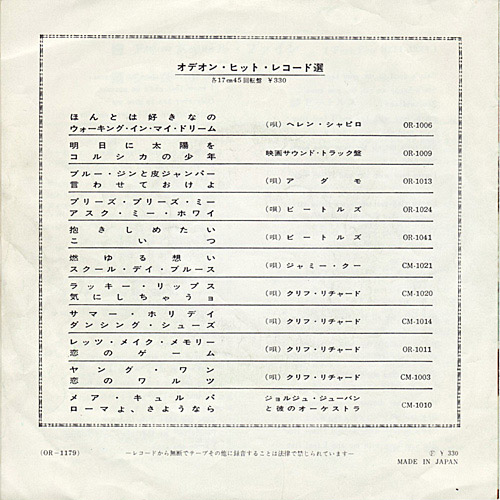 オデオン・ヒット・レコード選
各17㎝45回転盤 ￥330
ほんとは好きなの
ウォーキング・イン・マイ・ドリーム (唄) ヘレン・シャピロ OR-1006
明日に太陽を
コルシカの少年 映画サウンド・トラック盤 OR-1009
ブルー・ジンと皮ジャンパー
言わせておけよ (唄) アダモ OR-1013
プリーズ・プリーズ・ミー
アスク・ミー・ホワイ (唄) ビートルズ OR-1024
抱きしめたい
こいつ (唄) ビートルズ OR-1041
燃ゆる想い
スクール・デイ・ブルース (唄) ジャミー・クー CM-1021
ラッキー・リップス
気にしちゃうョ (唄) クリフ・リチャード CM-1020
サマー・ホリデイ
ダンシング・シューズ (唄) クリフ・リチャード CM-1014
レッツ・メイク・メモリー
恋のゲーム (唄) クリフ・リチャード OR-1011
ヤング・ワン
恋のワルツ (唄) クリフ・リチャード CM-1003
メア・キュルパ ジョルジュ・ジューバン
ローマよ、さようなら と彼のオーケストラ CM-1010
(OR-1179) —レコードから無断でテープその他に録音することは法律で禁じられています— Ⓟ ￥330
MADE IN JAPAN